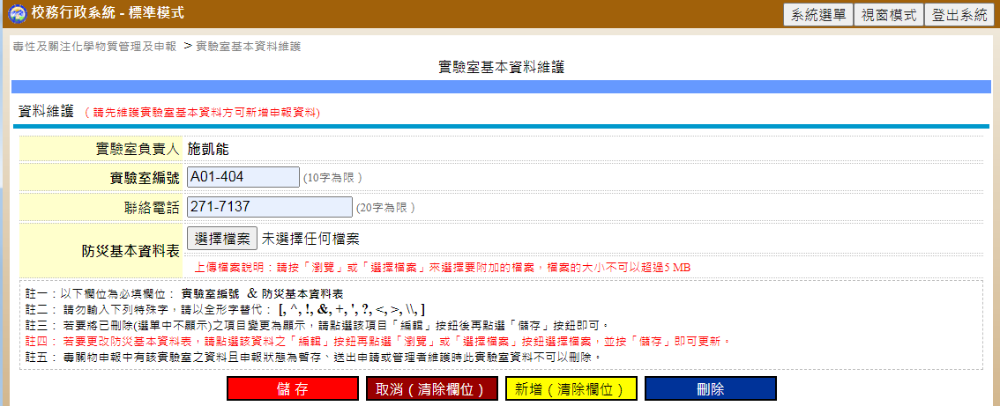 校務行政系統 - 標準模式
系統選單 視窗模式 登出系統
毒性及關注化學物質管理及申報 > 實驗室基本資料維護
實驗室基本資料維護
資料維護 （請先維護實驗室基本資料方可新增申報資料)
實驗室負責人 施凱能
實驗室編號 A01-404 (10字為限）
聯絡電話 271-7137 (20字為限）
防災基本資料表 選擇檔案 未選擇任何檔案
上傳檔案說明：請按「瀏覽」或「選擇檔案」來選擇要附加的檔案，檔案的大小不可以超過5 MB
註一：以下欄位為必填欄位： 實驗室編號 & 防災基本資料表
註二： 請勿輸入下列特殊字，請以全形字替代： [, ^, !, &, +, ', ?, <, >, \\, ]
註三： 若要將已刪除(選單中不顯示)之項目變更為顯示，請點選該項目「編輯」按鈕後再點選「儲存」按鈕即可。
註四： 若要更改防災基本資料表，請點選該資料之「編輯」按鈕再點選「瀏覽」或「選擇檔案」按鈕選擇檔案，並按「儲存」即可更新。
註五： 毒關物申報中有該實驗室之資料且申報狀態為暫存、送出申請或管理者維護時此實驗室資料不可以刪除。
儲 存 取消（清除欄位） 新增（清除欄位） 刪除